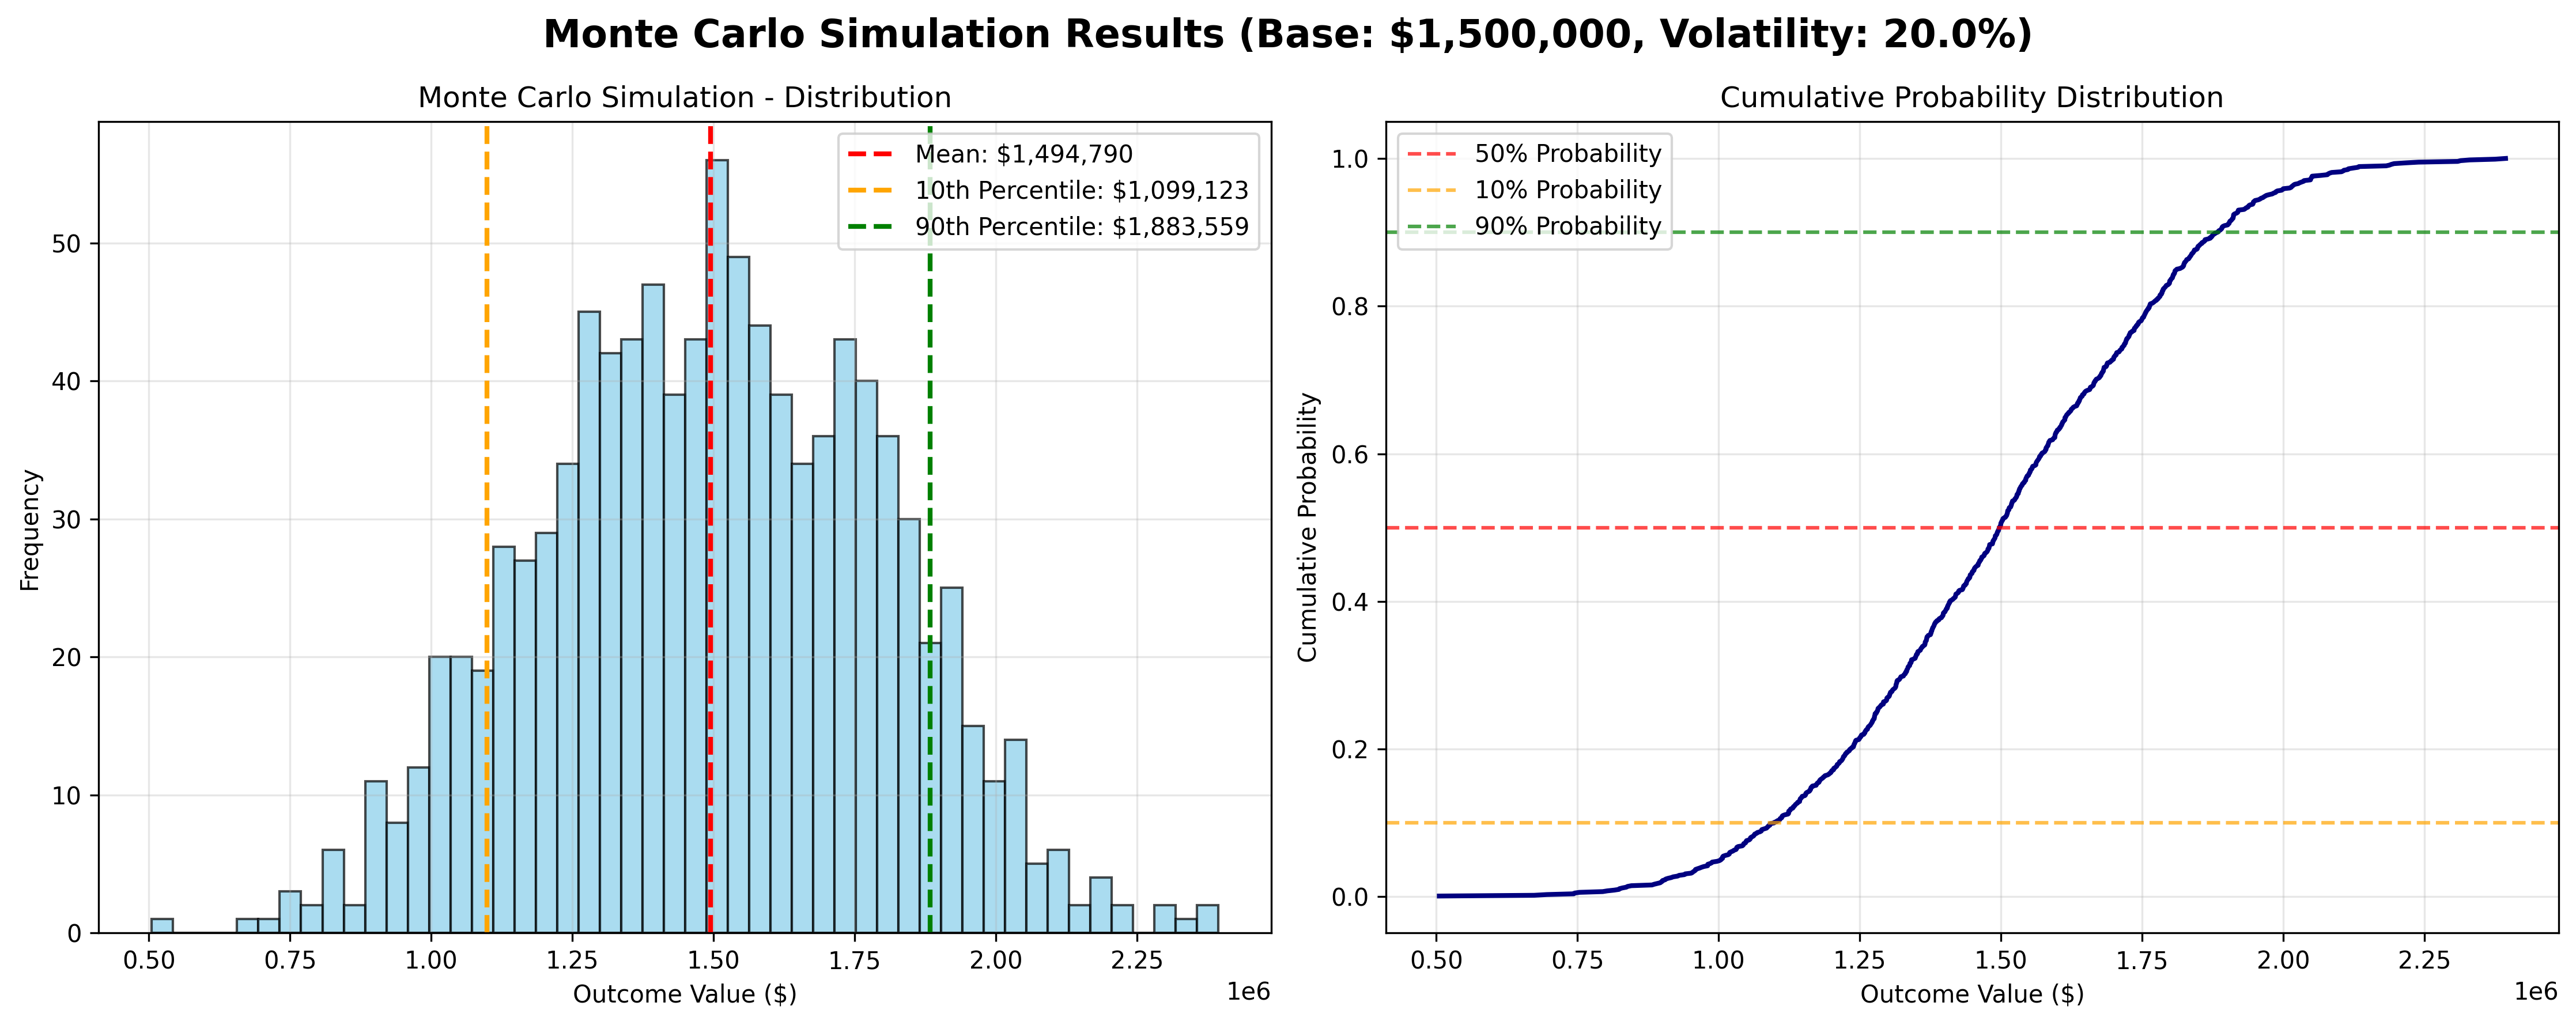 Monte Carlo Simulation Results (Base: $1,500,000, Volatility: 20.0%)
Monte Carlo Simulation - Distribution
Mean: $1,494,790
10th Percentile: $1,099,123
90th Percentile: $1,883,559
Frequency
50
40
30
20
10
0
0.50 0.75 1.00 1.25 1.50 1.75 2.00 2.25
1e6
Outcome Value ($)
Cumulative Probability Distribution
50% Probability
10% Probability
90% Probability
Cumulative Probability
1.0
0.8
0.6
0.4
0.2
0.0
0.50 0.75 1.00 1.25 1.50 1.75 2.00 2.25
1e6
Outcome Value ($)